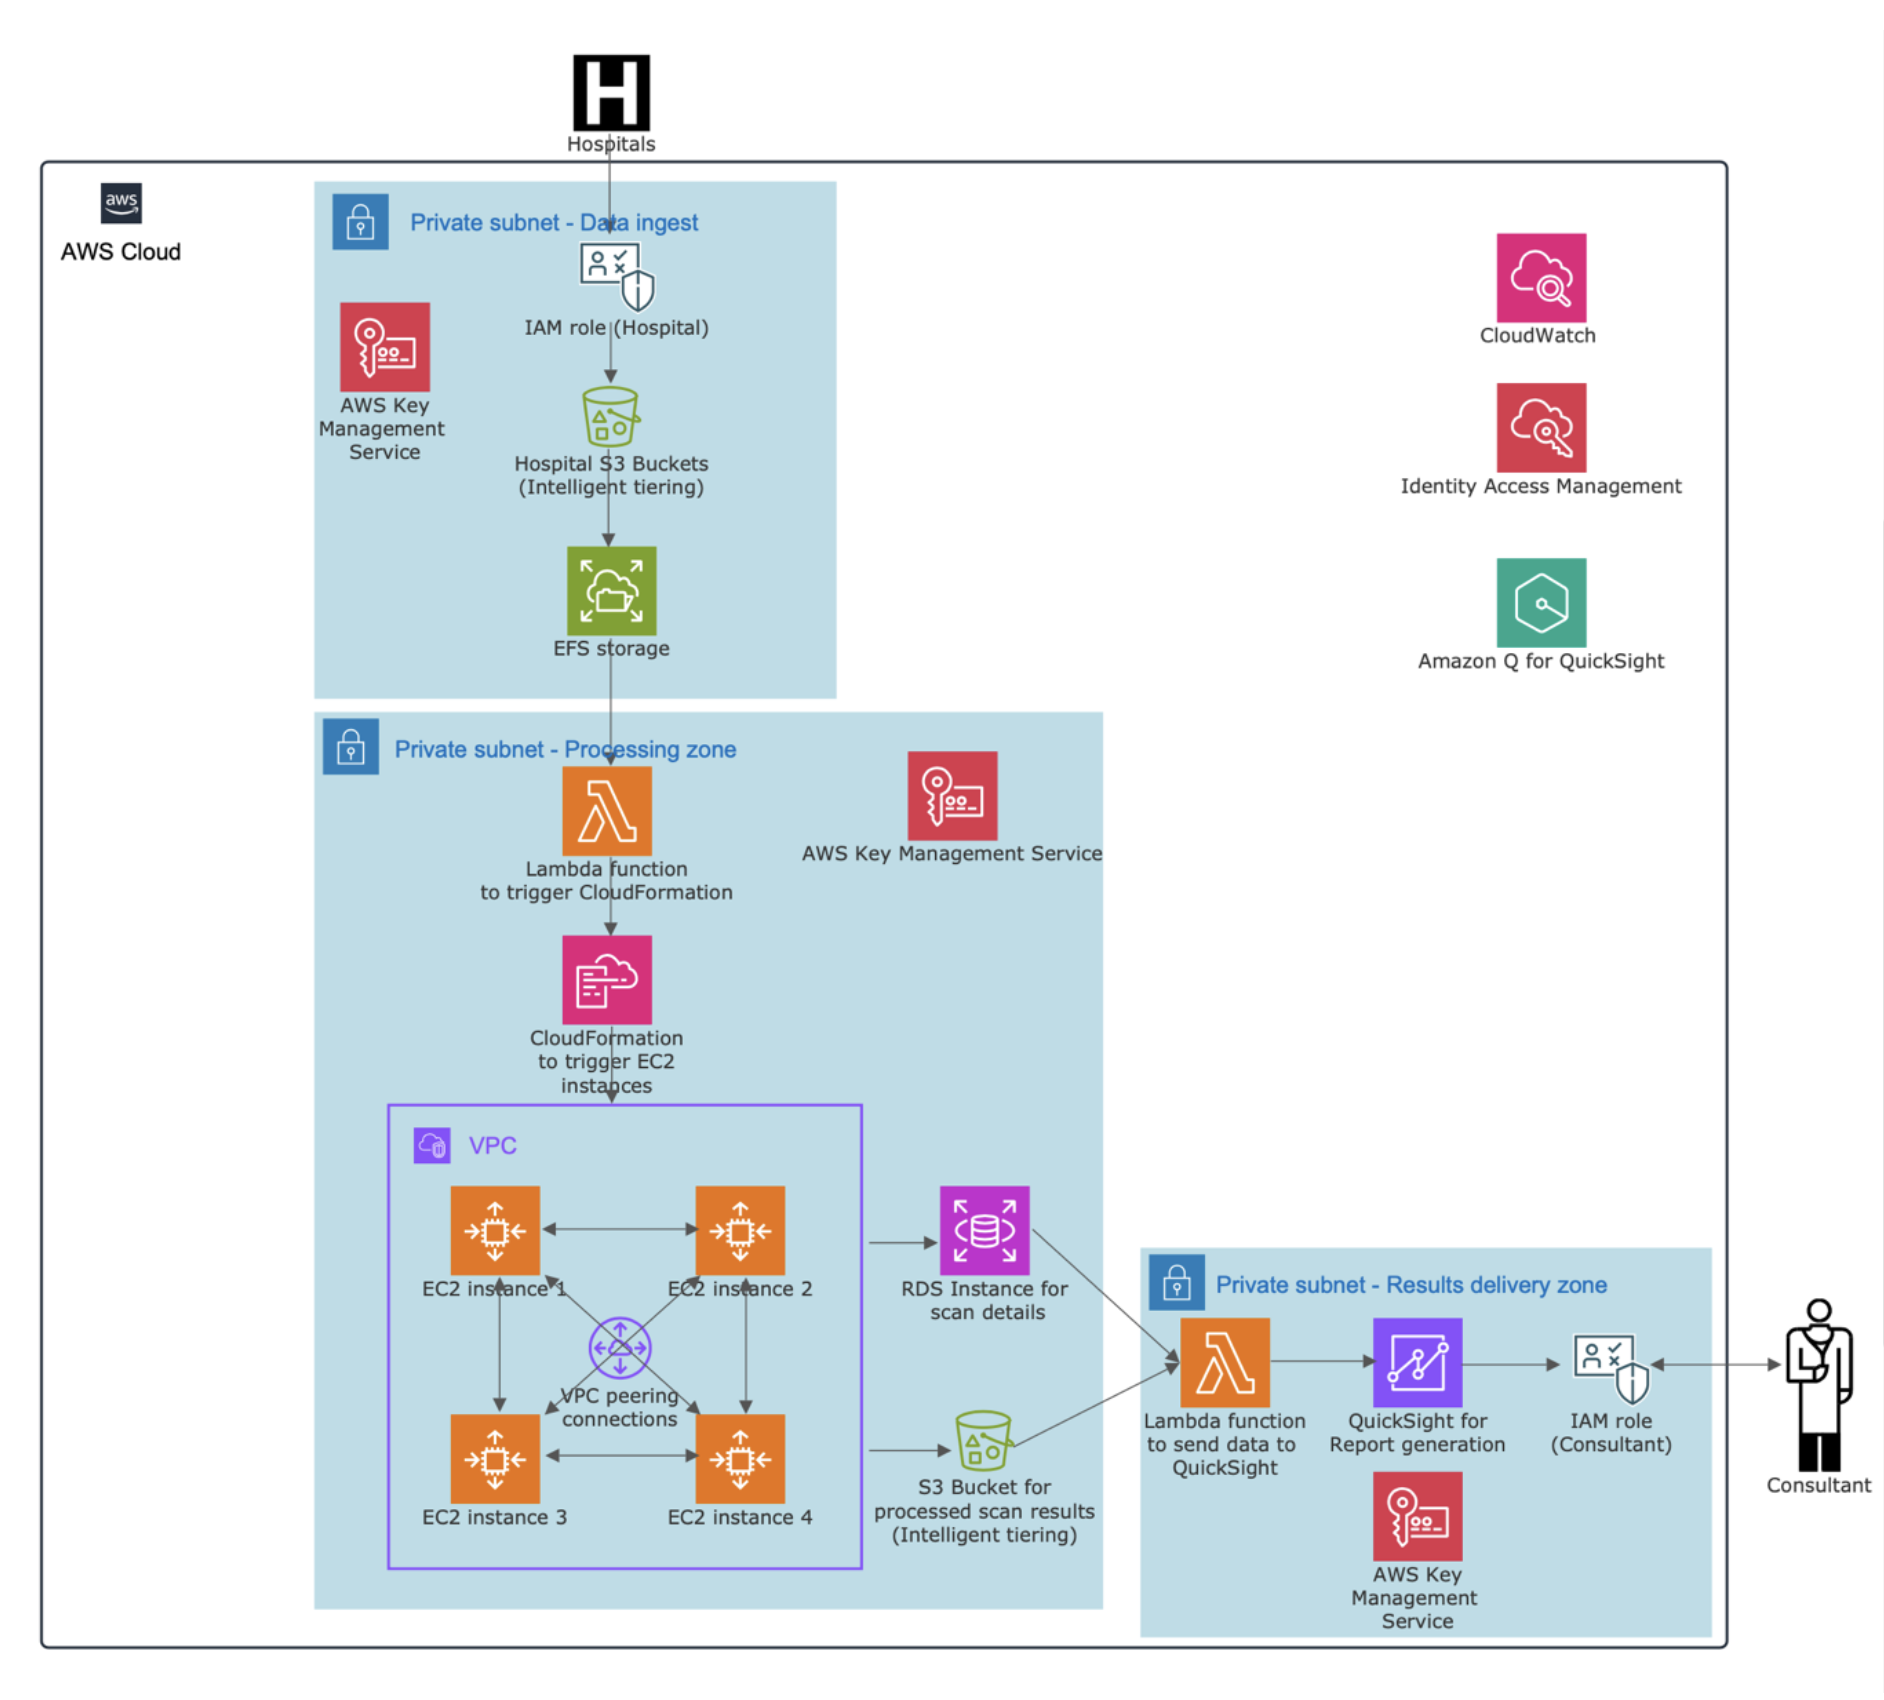 H
Hospitals
aws
AWS Cloud
Private subnet - Data ingest
IAM role (Hospital)
AWS Key
Management
Service
Hospital S3 Buckets
(Intelligent tiering)
EFS storage
CloudWatch
Identity Access Management
Amazon Q for QuickSight
Private subnet - Processing zone
Lambda function
to trigger CloudFormation
AWS Key Management Service
CloudFormation
to trigger EC2
instances
VPC
EC2 instance 1
EC2 instance 2
VPC peering
connections
EC2 instance 3
EC2 instance 4
RDS Instance for
scan details
S3 Bucket for
processed scan results
(Intelligent tiering)
Private subnet - Results delivery zone
Lambda function
to send data to
QuickSight
QuickSight for
Report generation
IAM role
(Consultant)
AWS Key
Management
Service
Consultant